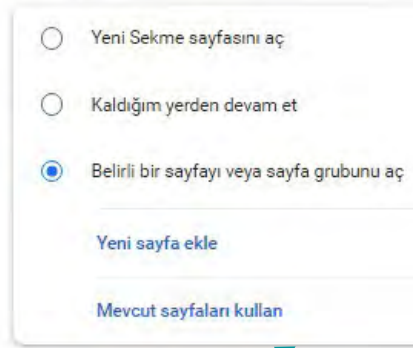 Yeni Sekme sayfasını aç
Kaldığım yerden devam et
Belirli bir sayfayı veya sayfa grubunu aç
Yeni sayfa ekle
Mevcut sayfaları kullan